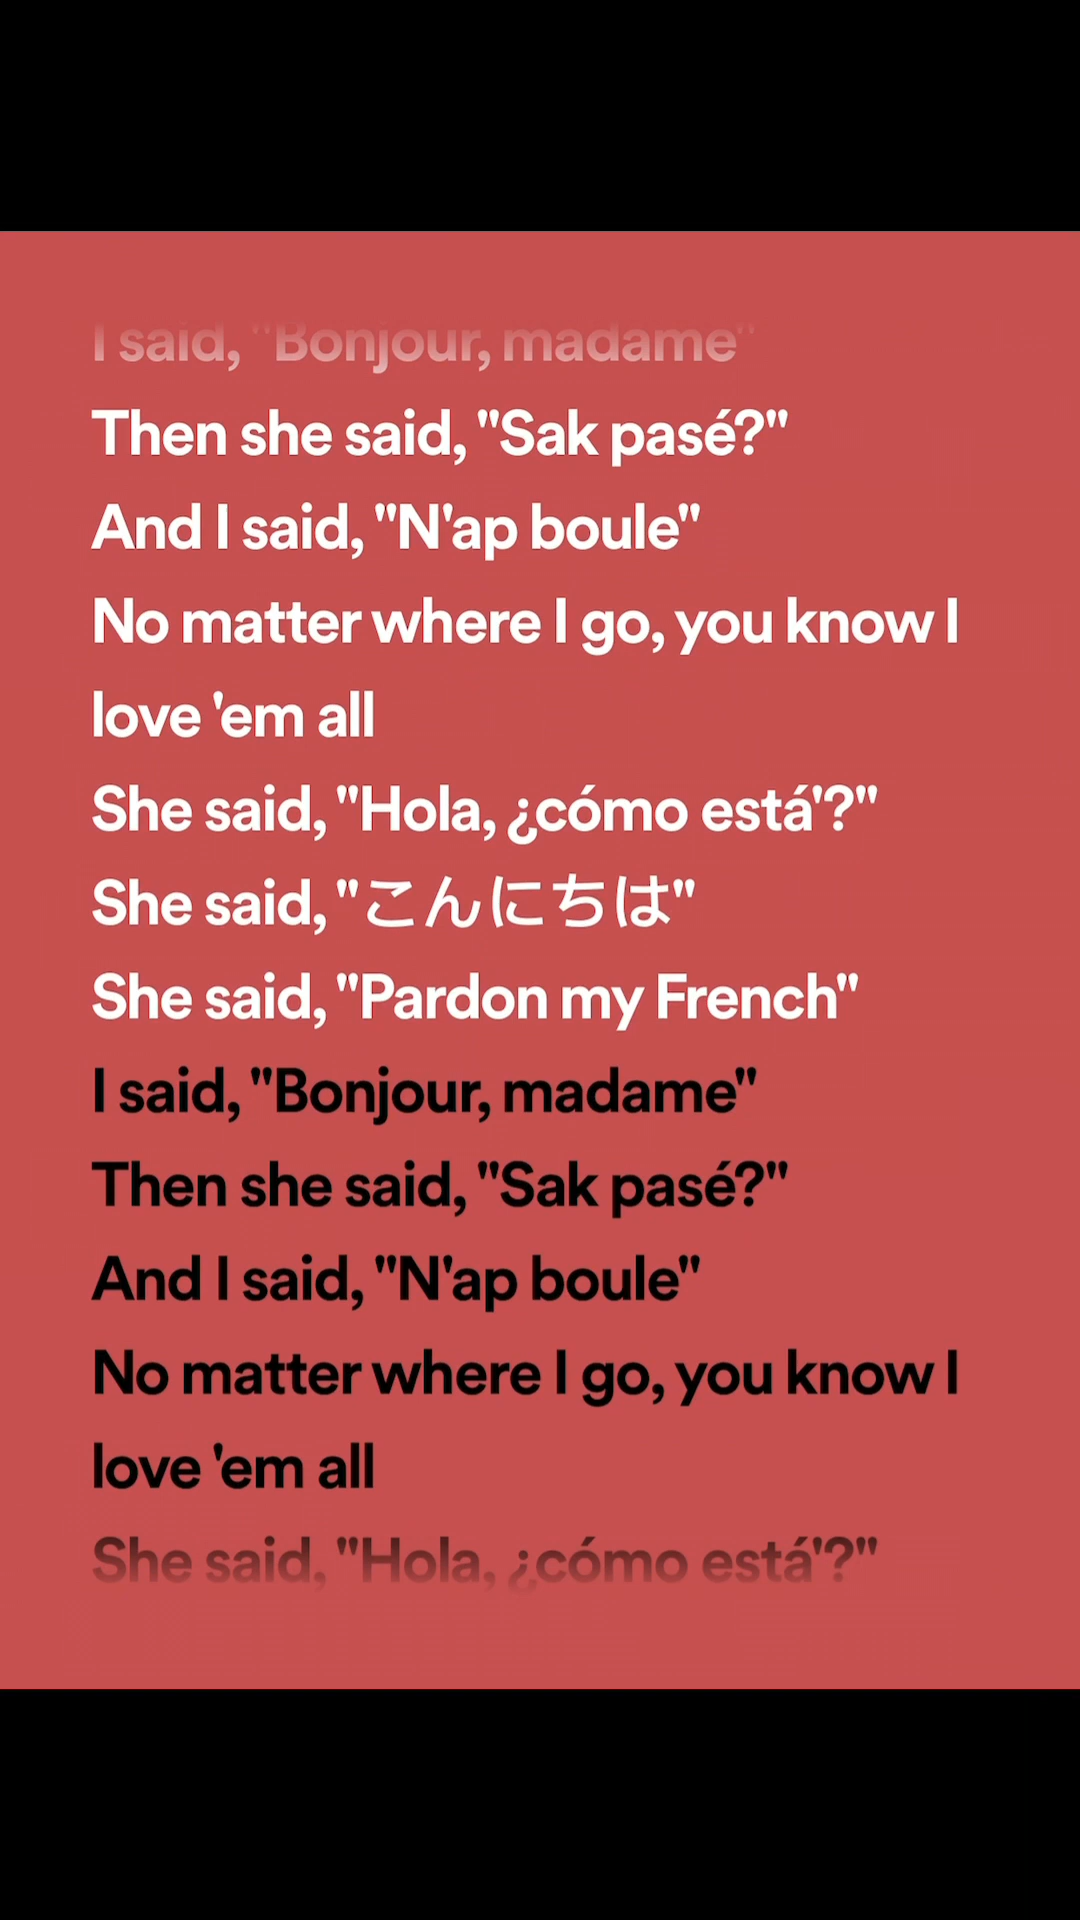 I said, "Bonjour, madame"
Then she said, "Sak pasé?"
And I said, "N'ap boule"
No matter where I go, you know I
love 'em all
She said, "Hola, ¿cómo está'?"
She said, "こんにちは"
She said, "Pardon my French"
I said, "Bonjour, madame"
Then she said, "Sak pasé?"
And I said, "N'ap boule"
No matter where I go, you know I
love 'em all
She said, "Hola, ¿cómo está'?"